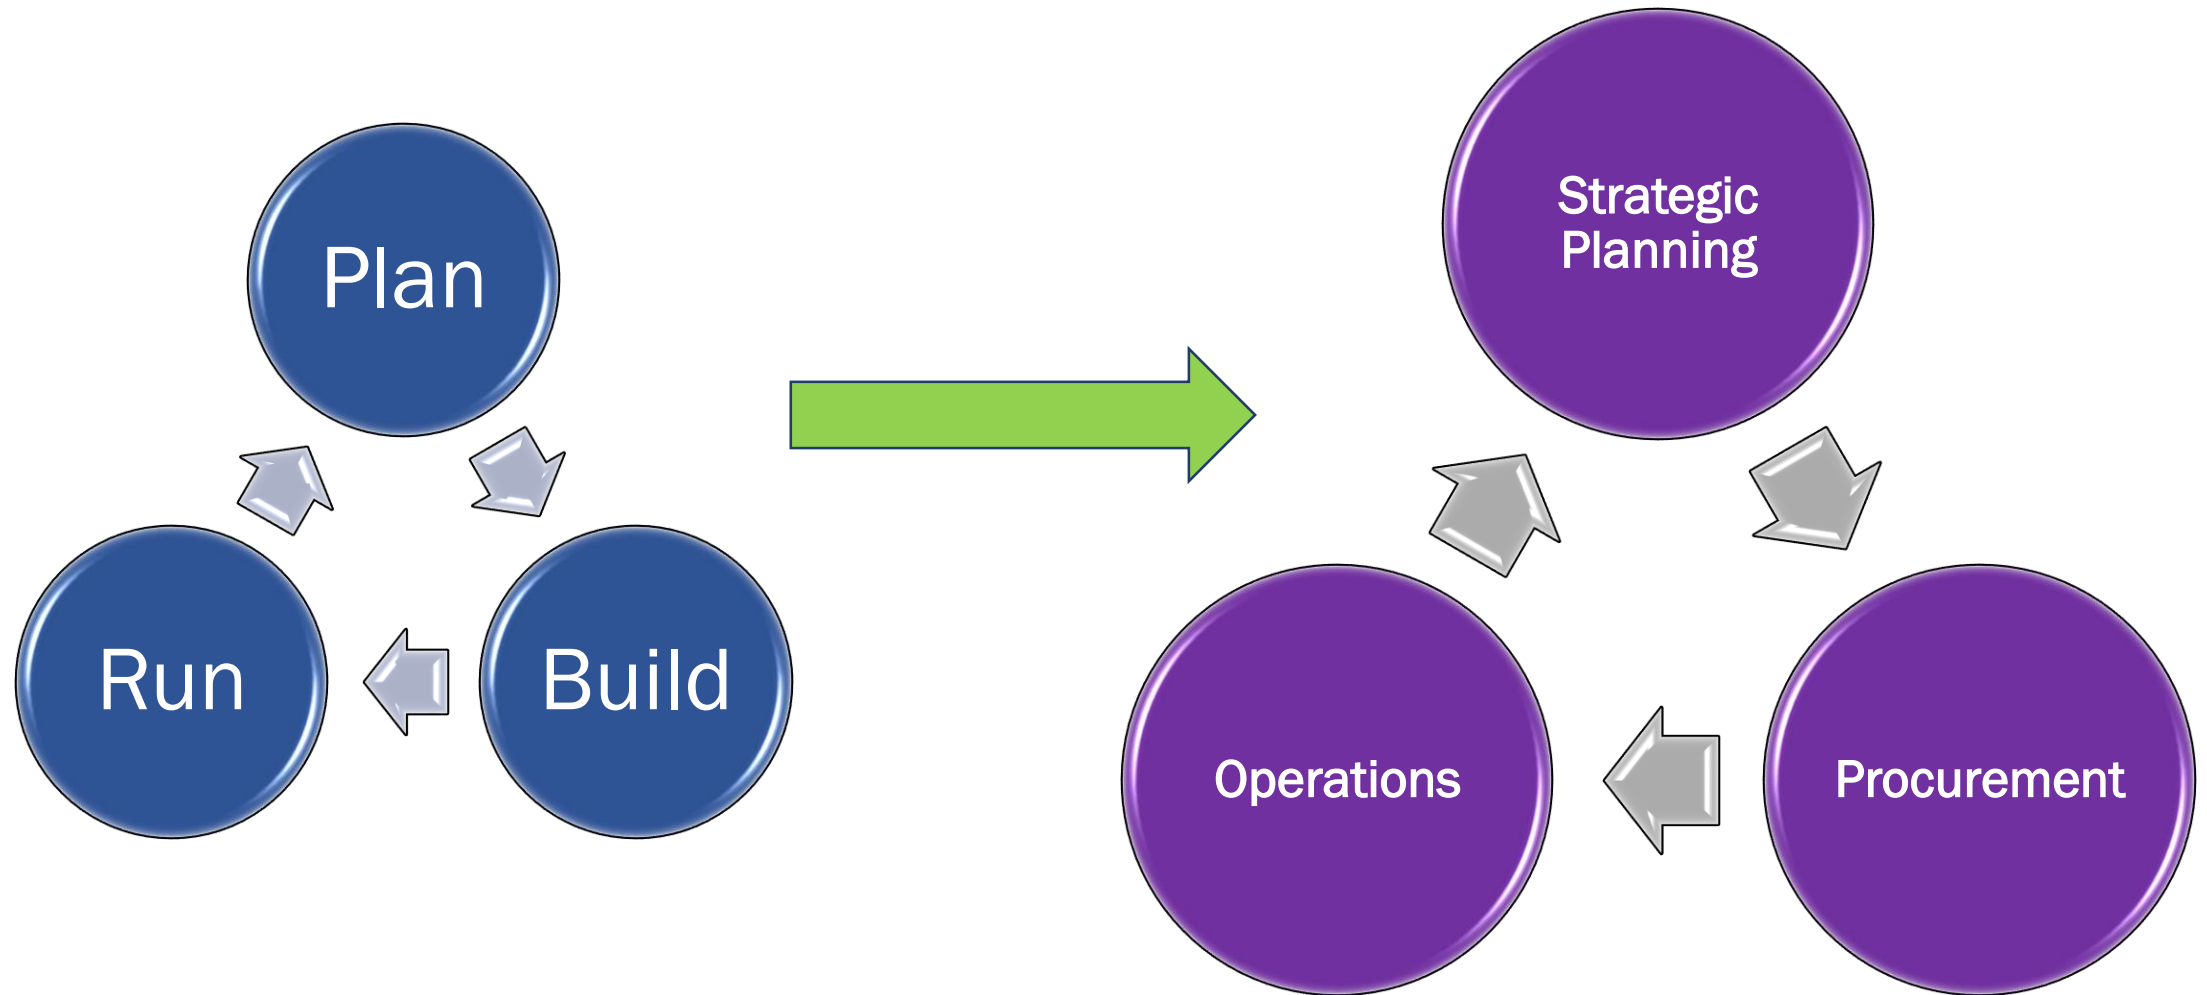 Plan
Run
Build
Strategic
Planning
Operations
Procurement